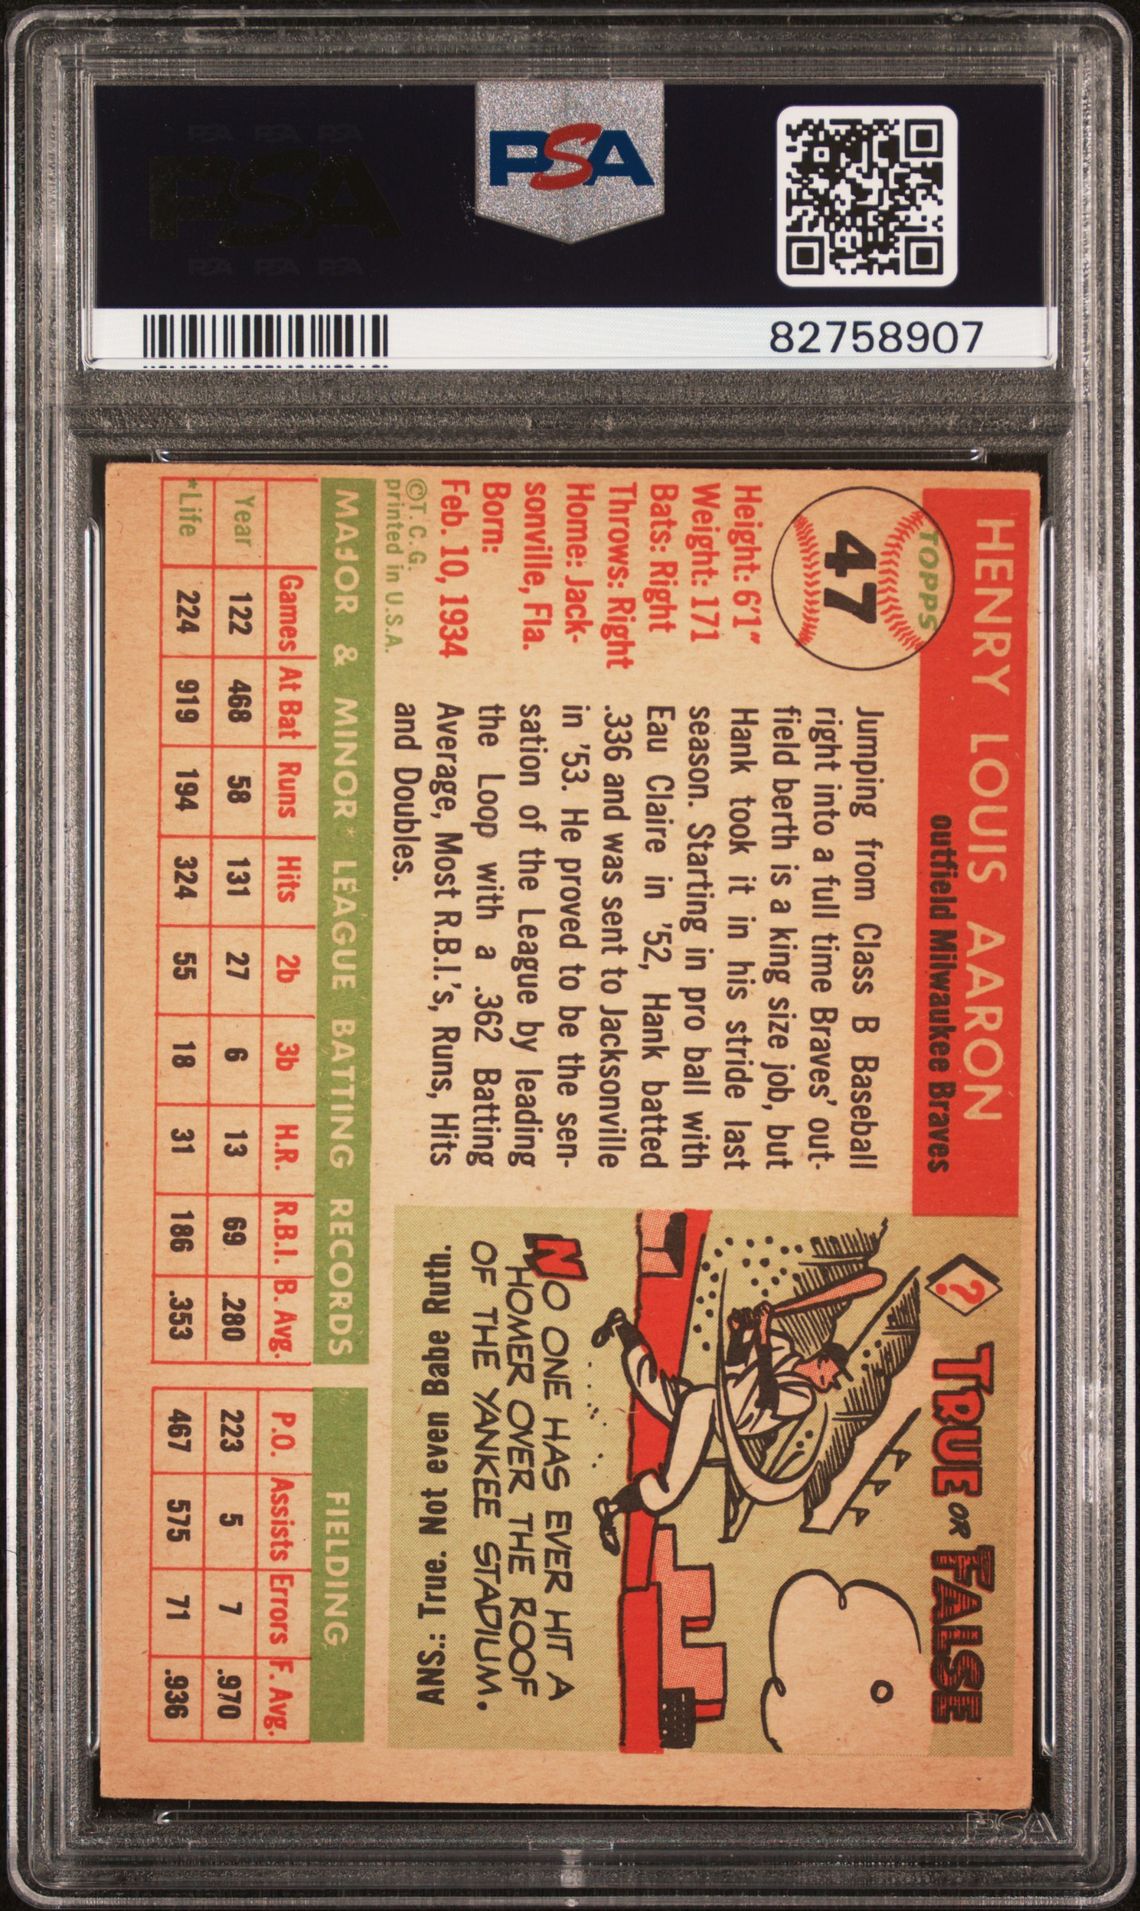 PSA PSA PSA
PSA
PSA PSA PSA
PSA
82758907
HENRY LOUIS AARON
outfield Milwaukee Braves
TOPPS
47
Height: 6'1"
Weight: 171
Bats: Right
Throws: Right
Home: Jack-
sonville, Fla.
Born:
Feb. 10, 1934
©T. C. G.
printed in U.S.A.
Jumping from Class B Baseball
right into a full time Braves' out-
field berth is a king size job, but
Hank took it in his stride last
season. Starting in pro ball with
Eau Claire in '52, Hank batted
.336 and was sent to Jacksonville
in '53. He proved to be the sen-
sation of the League by leading
the Loop with a .362 Batting
Average, Most R.B.I.'s, Runs, Hits
and Doubles.
? TRUE OR FALSE
NO ONE HAS EVER HIT A
HOMER OVER THE ROOF
OF THE YANKEE STADIUM.
ANS.: True. Not even Babe Ruth.
MAJOR & MINOR* LEAGUE BATTING RECORDS FIELDING
Games At Bat Runs Hits 2b 3b H.R. R.B.I. B. Avg. P.O. Assists Errors F. Avg.
Year 122 468 58 131 27 6 13 69 .280 223 5 7 .970
*Life 224 919 194 324 55 18 31 186 .353 467 575 71 .936
PSA